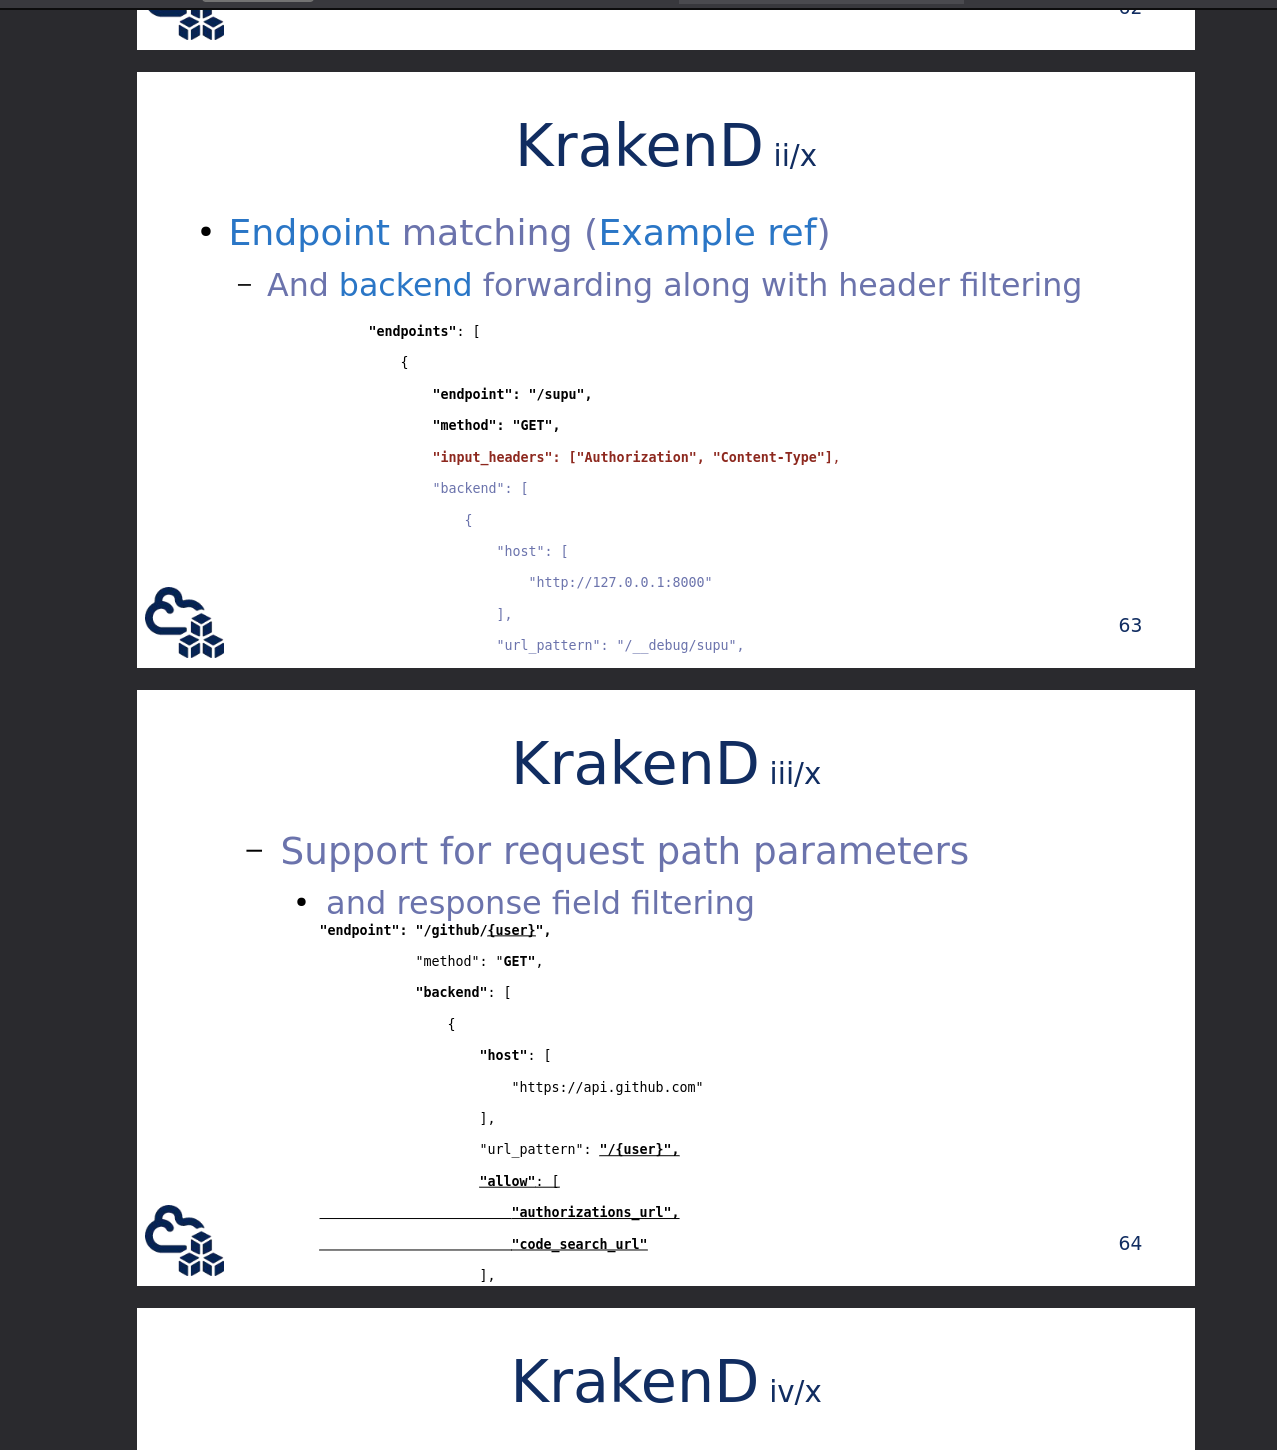 62
KrakenD ii/x
• Endpoint matching (Example ref)
– And backend forwarding along with header filtering
"endpoints": [
{
"endpoint": "/supu",
"method": "GET",
"input_headers": ["Authorization", "Content-Type"],
"backend": [
{
"host": [
"http://127.0.0.1:8000"
],
"url_pattern": "/__debug/supu",
63
KrakenD iii/x
– Support for request path parameters
• and response field filtering
"endpoint": "/github/{user}",
"method": "GET",
"backend": [
{
"host": [
"https://api.github.com"
],
"url_pattern": "/{user}",
"allow": [
"authorizations_url",
"code_search_url"
],
64
KrakenD iv/x